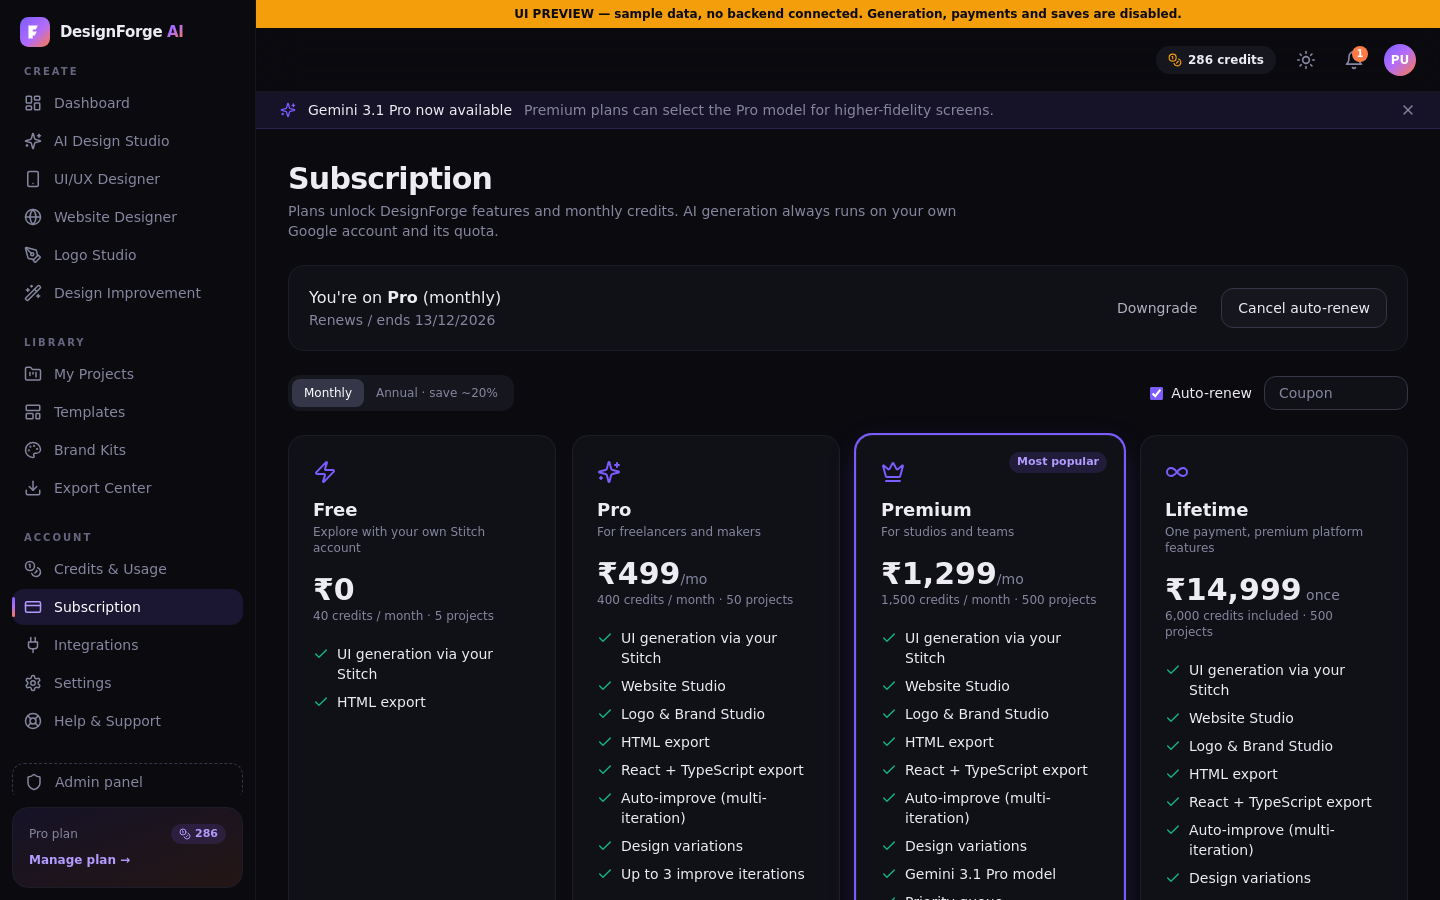 UI PREVIEW — sample data, no backend connected. Generation, payments and saves are disabled.
DesignForge AI
CREATE
Dashboard
AI Design Studio
UI/UX Designer
Website Designer
Logo Studio
Design Improvement
LIBRARY
My Projects
Templates
Brand Kits
Export Center
ACCOUNT
Credits & Usage
Subscription
Integrations
Settings
Help & Support
Admin panel
Pro plan
286
Manage plan →
286 credits
1
PU
Gemini 3.1 Pro now available Premium plans can select the Pro model for higher-fidelity screens.
Subscription
Plans unlock DesignForge features and monthly credits. AI generation always runs on your own
Google account and its quota.
You're on Pro (monthly)
Renews / ends 13/12/2026
Downgrade
Cancel auto-renew
Monthly
Annual · save ~20%
Auto-renew
Coupon
Free
Explore with your own Stitch
account
₹0
40 credits / month · 5 projects
UI generation via your
Stitch
HTML export
Pro
For freelancers and makers
₹499/mo
400 credits / month · 50 projects
UI generation via your
Stitch
Website Studio
Logo & Brand Studio
HTML export
React + TypeScript export
Auto-improve (multi-
iteration)
Design variations
Up to 3 improve iterations
Most popular
Premium
For studios and teams
₹1,299/mo
1,500 credits / month · 500 projects
UI generation via your
Stitch
Website Studio
Logo & Brand Studio
HTML export
React + TypeScript export
Auto-improve (multi-
iteration)
Design variations
Gemini 3.1 Pro model
Lifetime
One payment, premium platform
features
₹14,999 once
6,000 credits included · 500
projects
UI generation via your
Stitch
Website Studio
Logo & Brand Studio
HTML export
React + TypeScript export
Auto-improve (multi-
iteration)
Design variations